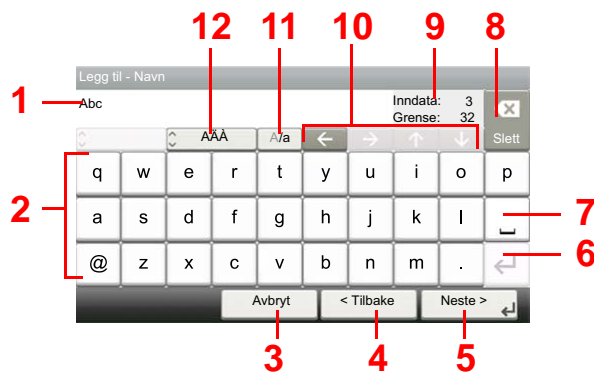 12 11 10 9 8
Legg til - Navn
1 Abc Inndata: 3
Grense: 32
AÄÀ A/a ← → ↑ ↓ Slett
2 q w e r t y u i o p
a s d f g h j k l 7
@ z x c v b n m . 6
Avbryt < Tilbake Neste >
3 4 5